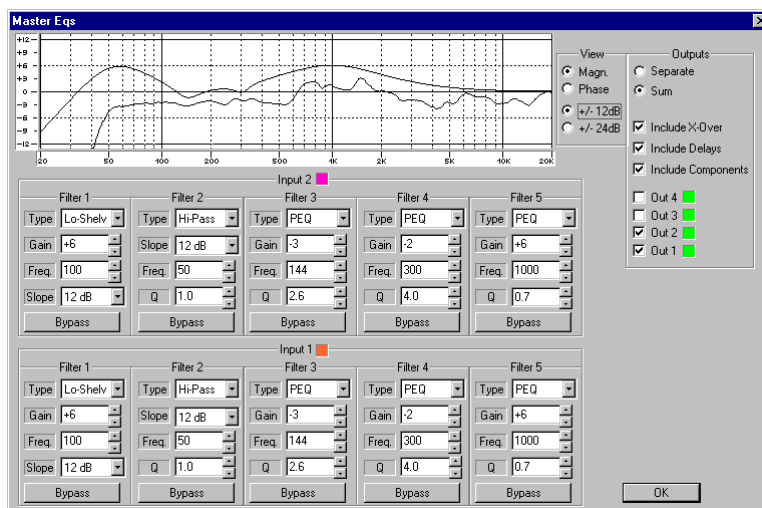 Master Eqs
+12
+9
+6
+9
0
-6
-9
-12
20 50 100 200 500 1K 2K 5K 10K 20K
View
Magn.
Phase
+/- 12dB
+/- 24dB
Outputs
Separate
Sum
Include X-Over
Include Delays
Include Components
Out 4
Out 3
Out 2
Out 1
Input 2
Filter 1 Filter 2 Filter 3 Filter 4 Filter 5
Type Lo-Shelv Type Hi-Pass Type PEQ Type PEQ Type PEQ
Gain +6 Slope 12 dB Gain -3 Gain -2 Gain +6
Freq. 100 Freq. 50 Freq. 144 Freq. 300 Freq. 1000
Slope 12 dB Q 1.0 Q 2.6 Q 4.0 Q 0.7
Bypass Bypass Bypass Bypass Bypass
Input 1
Filter 1 Filter 2 Filter 3 Filter 4 Filter 5
Type Lo-Shelv Type Hi-Pass Type PEQ Type PEQ Type PEQ
Gain +6 Slope 12 dB Gain -3 Gain -2 Gain +6
Freq. 100 Freq. 50 Freq. 144 Freq. 300 Freq. 1000
Slope 12 dB Q 1.0 Q 2.6 Q 4.0 Q 0.7
Bypass Bypass Bypass Bypass Bypass
OK